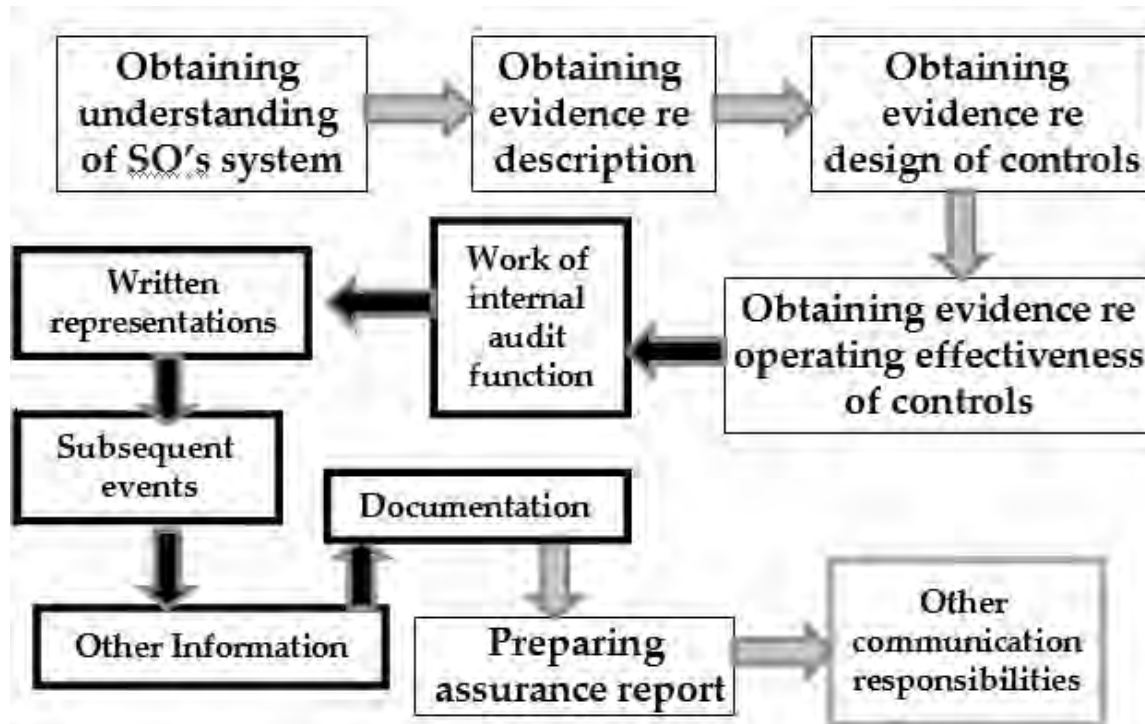 Obtaining
understanding
of SO's system
Obtaining
evidence re
description
Obtaining
evidence re
design of controls
Obtaining evidence re
operating effectiveness
of controls
Work of
internal
audit
function
Written
representations
Subsequent
events
Other Information
Documentation
Preparing
assurance report
Other
communication
responsibilities